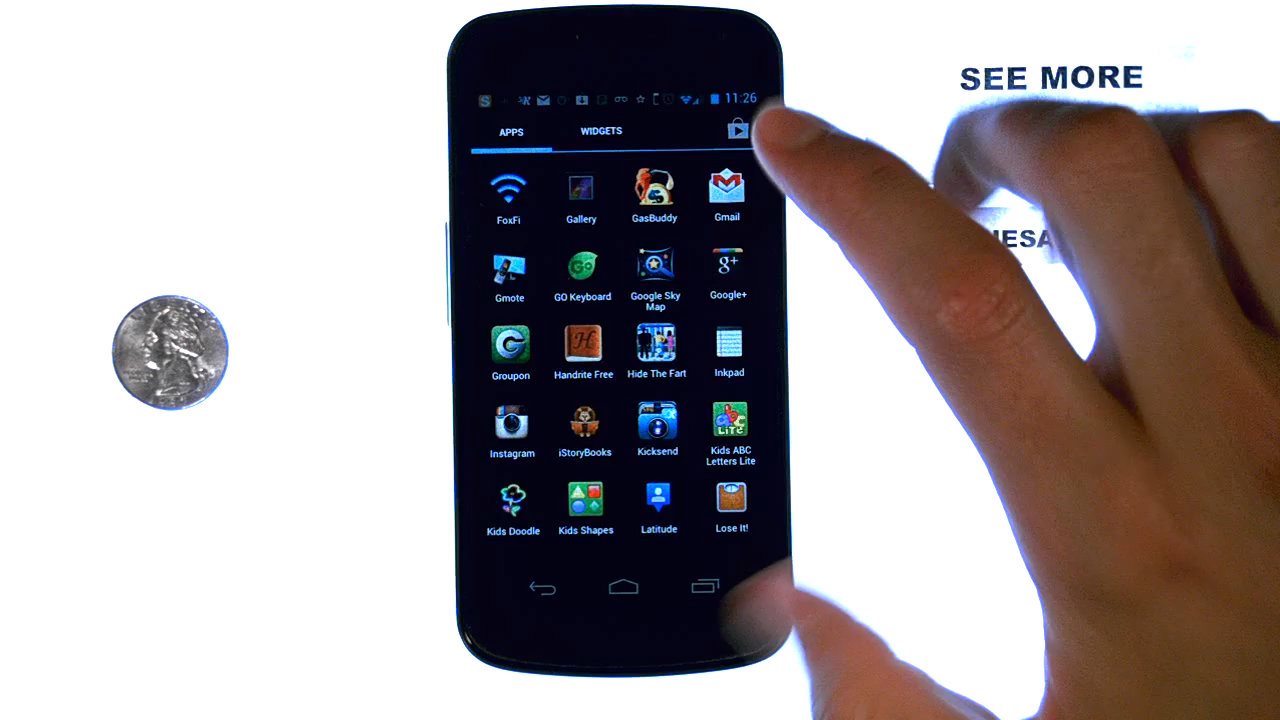 SEE MORE
11:26
APPS WIDGETS
FoxFi Gallery GasBuddy Gmail
Gmote GO Keyboard Google Sky Map Google+
Groupon Handrite Free Hide The Fart Inkpad
Instagram iStoryBooks Kicksend Kids ABC Letters Lite
Kids Doodle Kids Shapes Latitude Lose It!